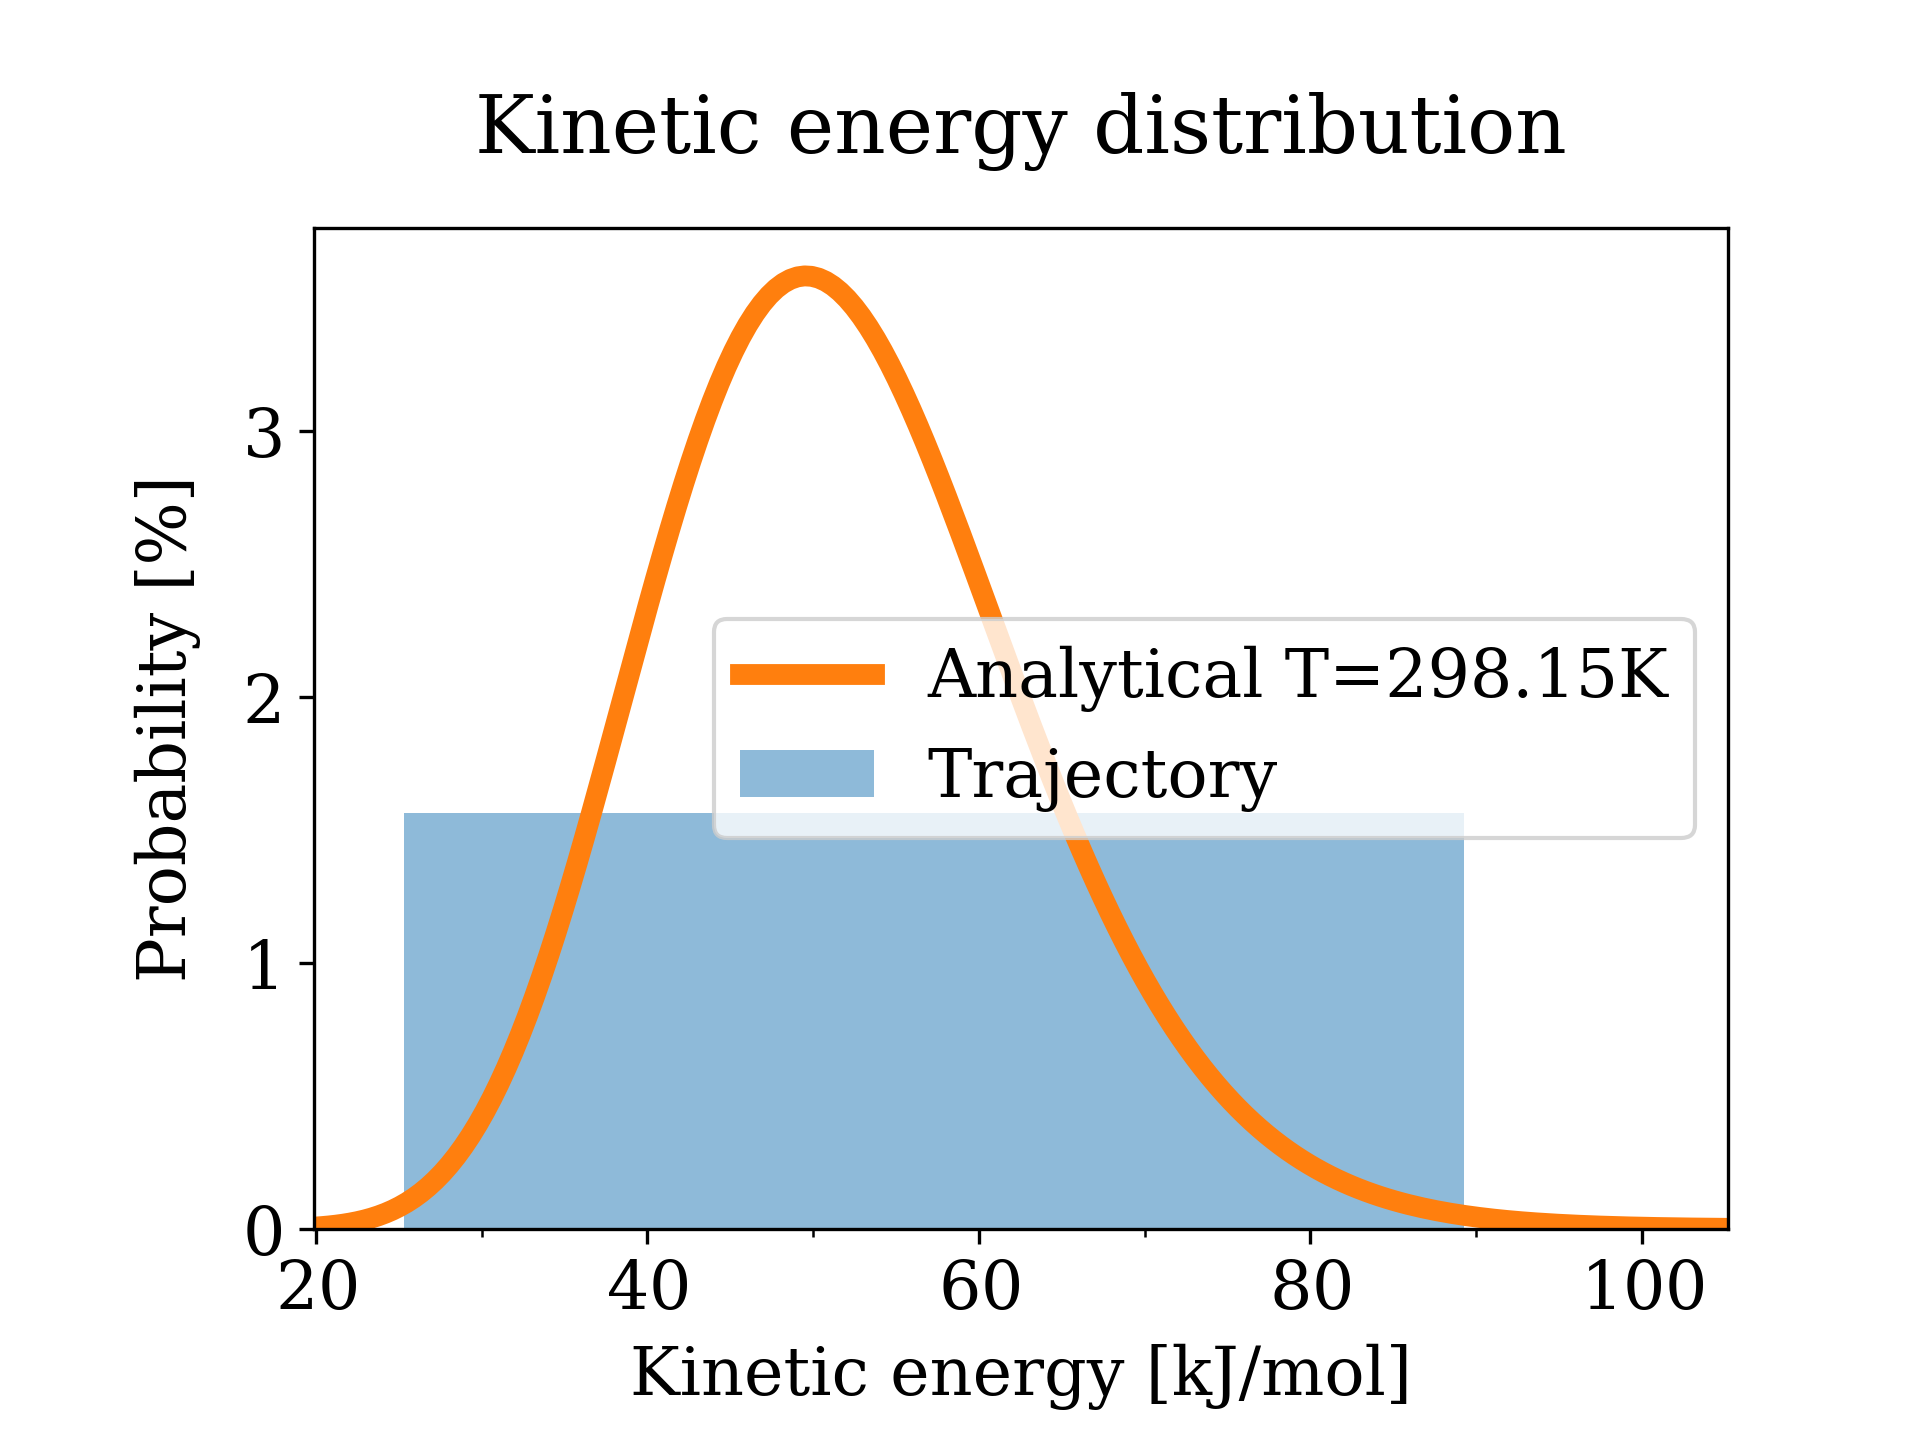 Kinetic energy distribution
3
2
1
0
Probability [%]
Analytical T=298.15K
Trajectory
20 40 60 80 100
Kinetic energy [kJ/mol]